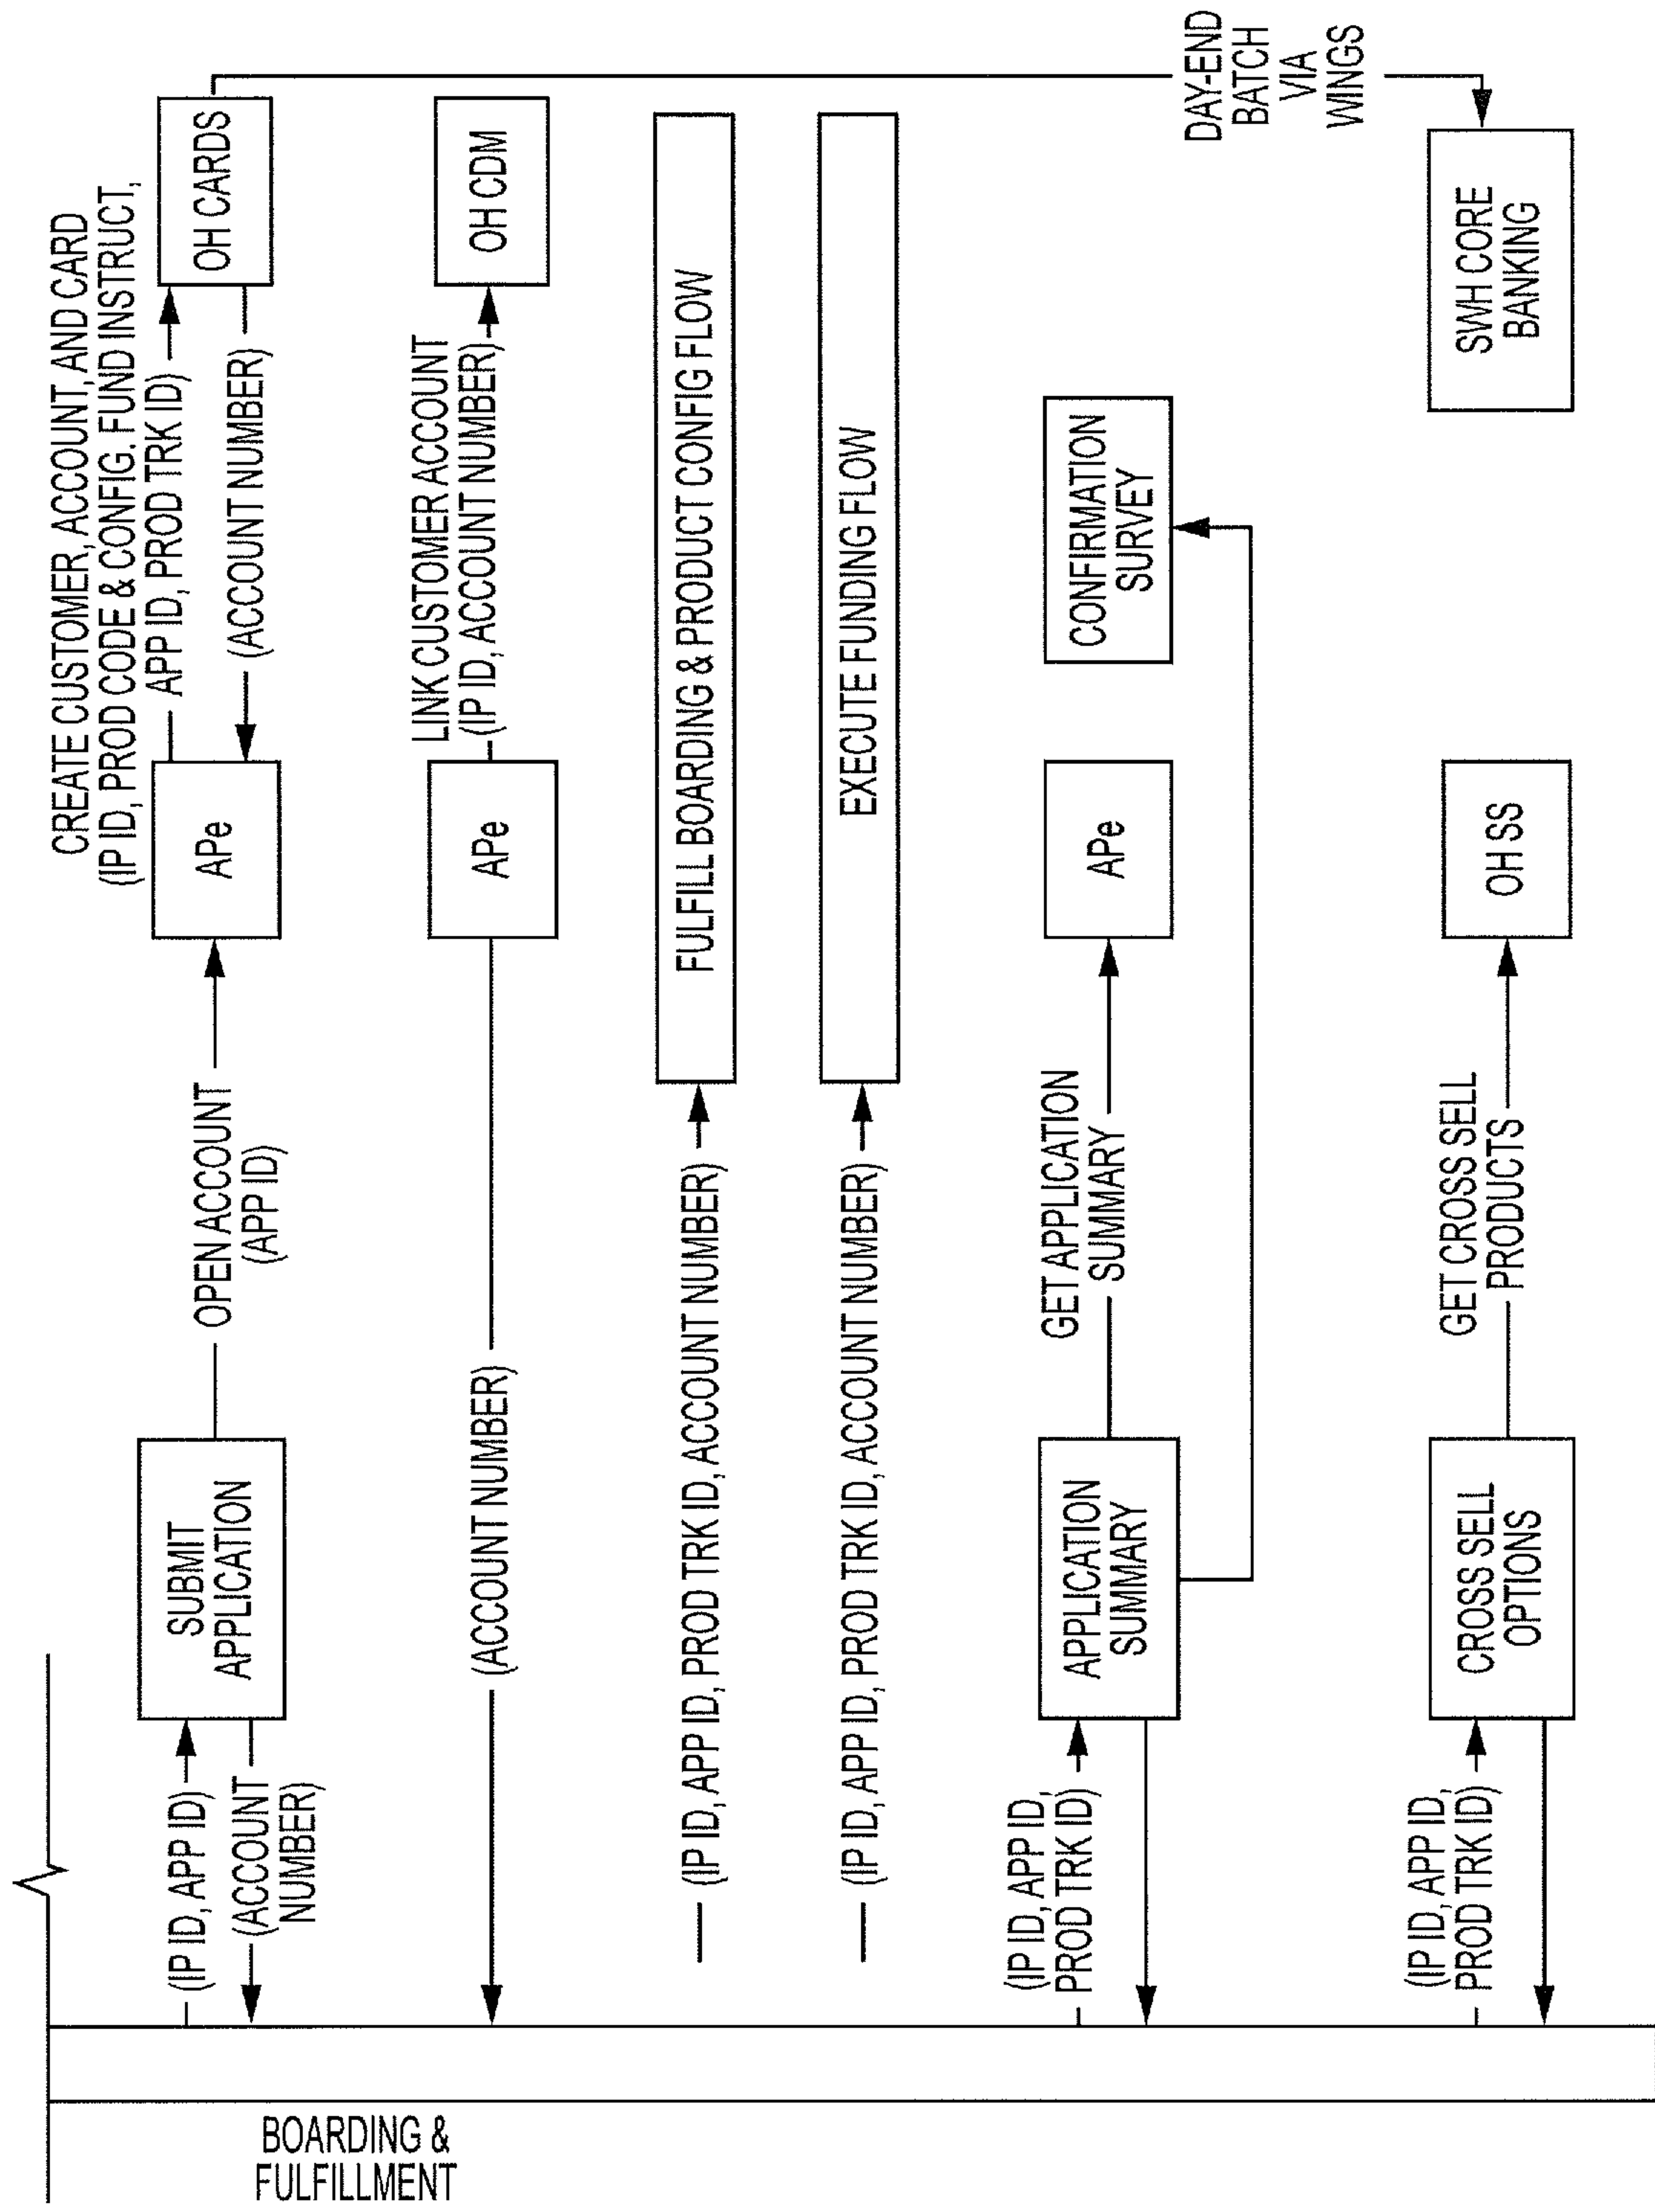 BOARDING &
FULFILLMENT
(IP ID, APP ID)
(ACCOUNT
NUMBER)
SUBMIT
APPLICATION
OPEN ACCOUNT
(APP ID)
APe
CREATE CUSTOMER, ACCOUNT, AND CARD
(IP ID, PROD CODE & CONFIG. FUND INSTRUCT,
APP ID, PROD TRK ID)
(ACCOUNT NUMBER)
OH CARDS
(ACCOUNT NUMBER)
APe
LINK CUSTOMER ACCOUNT
(IP ID, ACCOUNT NUMBER)
OH CDM
(IP ID, APP ID, PROD TRK ID, ACCOUNT NUMBER)
FULFILL BOARDING & PRODUCT CONFIG FLOW
(IP ID, APP ID, PROD TRK ID, ACCOUNT NUMBER)
EXECUTE FUNDING FLOW
(IP ID, APP ID,
PROD TRK ID)
APPLICATION
SUMMARY
GET APPLICATION
SUMMARY
APe
CONFIRMATION
SURVEY
DAY-END
BATCH
VIA
WINGS
(IP ID, APP ID,
PROD TRK ID)
CROSS SELL
OPTIONS
GET CROSS SELL
PRODUCTS
OH SS
SWH CORE
BANKING